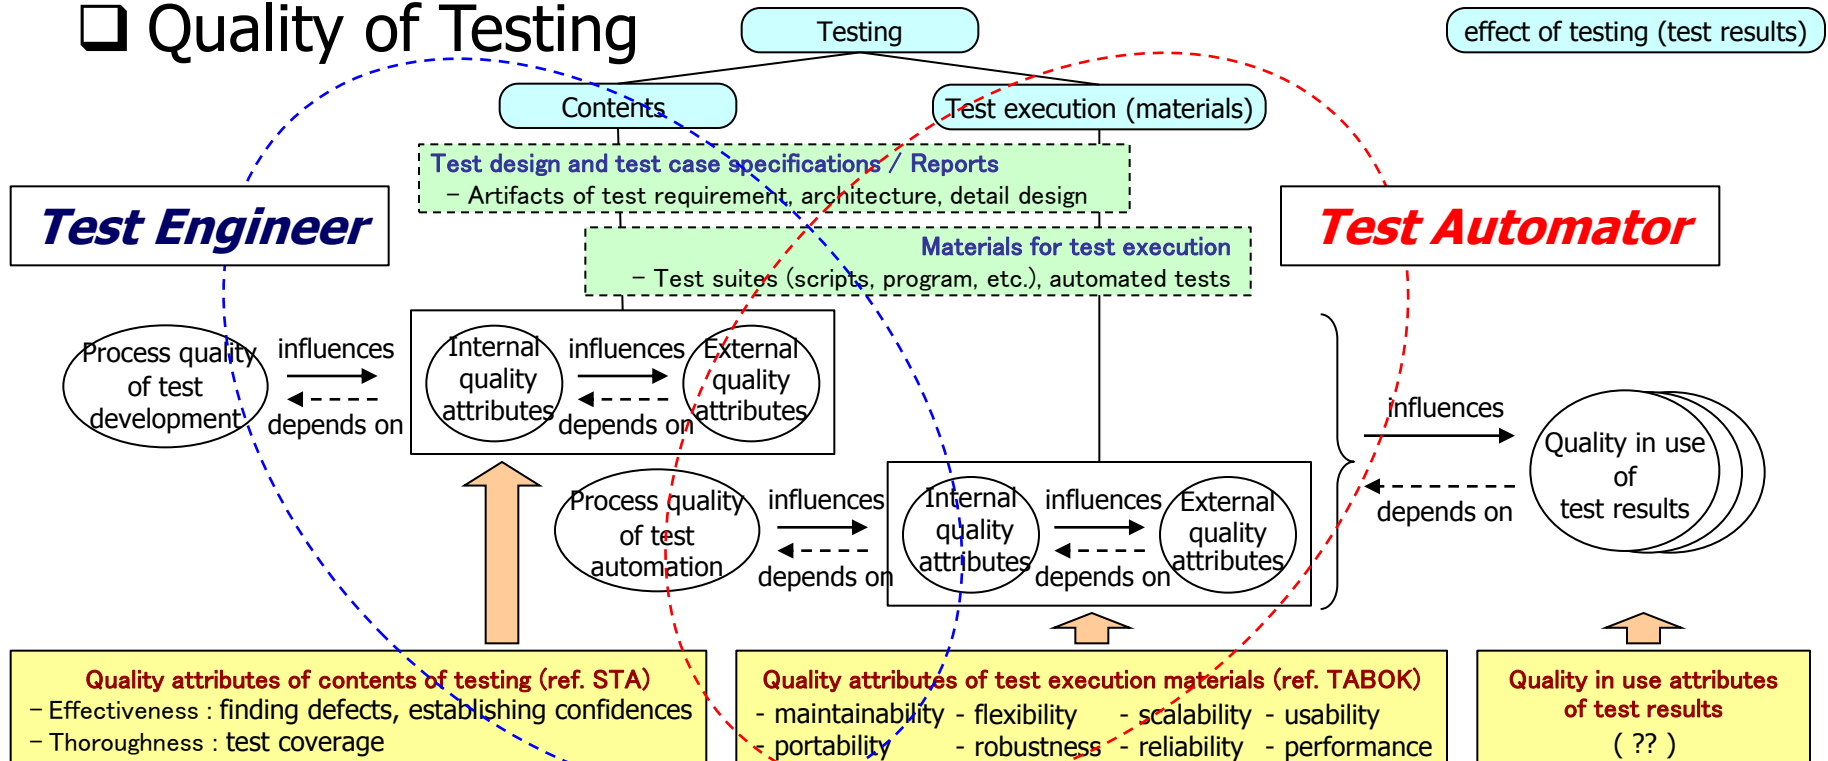 ❑ Quality of Testing
Testing
effect of testing (test results)
Contents
Test execution (materials)
Test design and test case specifications / Reports
– Artifacts of test requirement, architecture, detail design
Test Engineer
Materials for test execution
– Test suites (scripts, program, etc.), automated tests
Test Automator
Process quality
of test
development
influences
depends on
Internal
quality
attributes
influences
depends on
External
quality
attributes
Process quality
of test
automation
influences
depends on
Internal
quality
attributes
influences
depends on
External
quality
attributes
influences
depends on
Quality in use
of
test results
Quality attributes of contents of testing (ref. STA)
– Effectiveness : finding defects, establishing confidences
– Thoroughness : test coverage
Quality attributes of test execution materials (ref. TABOK)
- maintainability - flexibility - scalability - usability
- portability - robustness - reliability - performance
Quality in use attributes
of test results
( ?? )